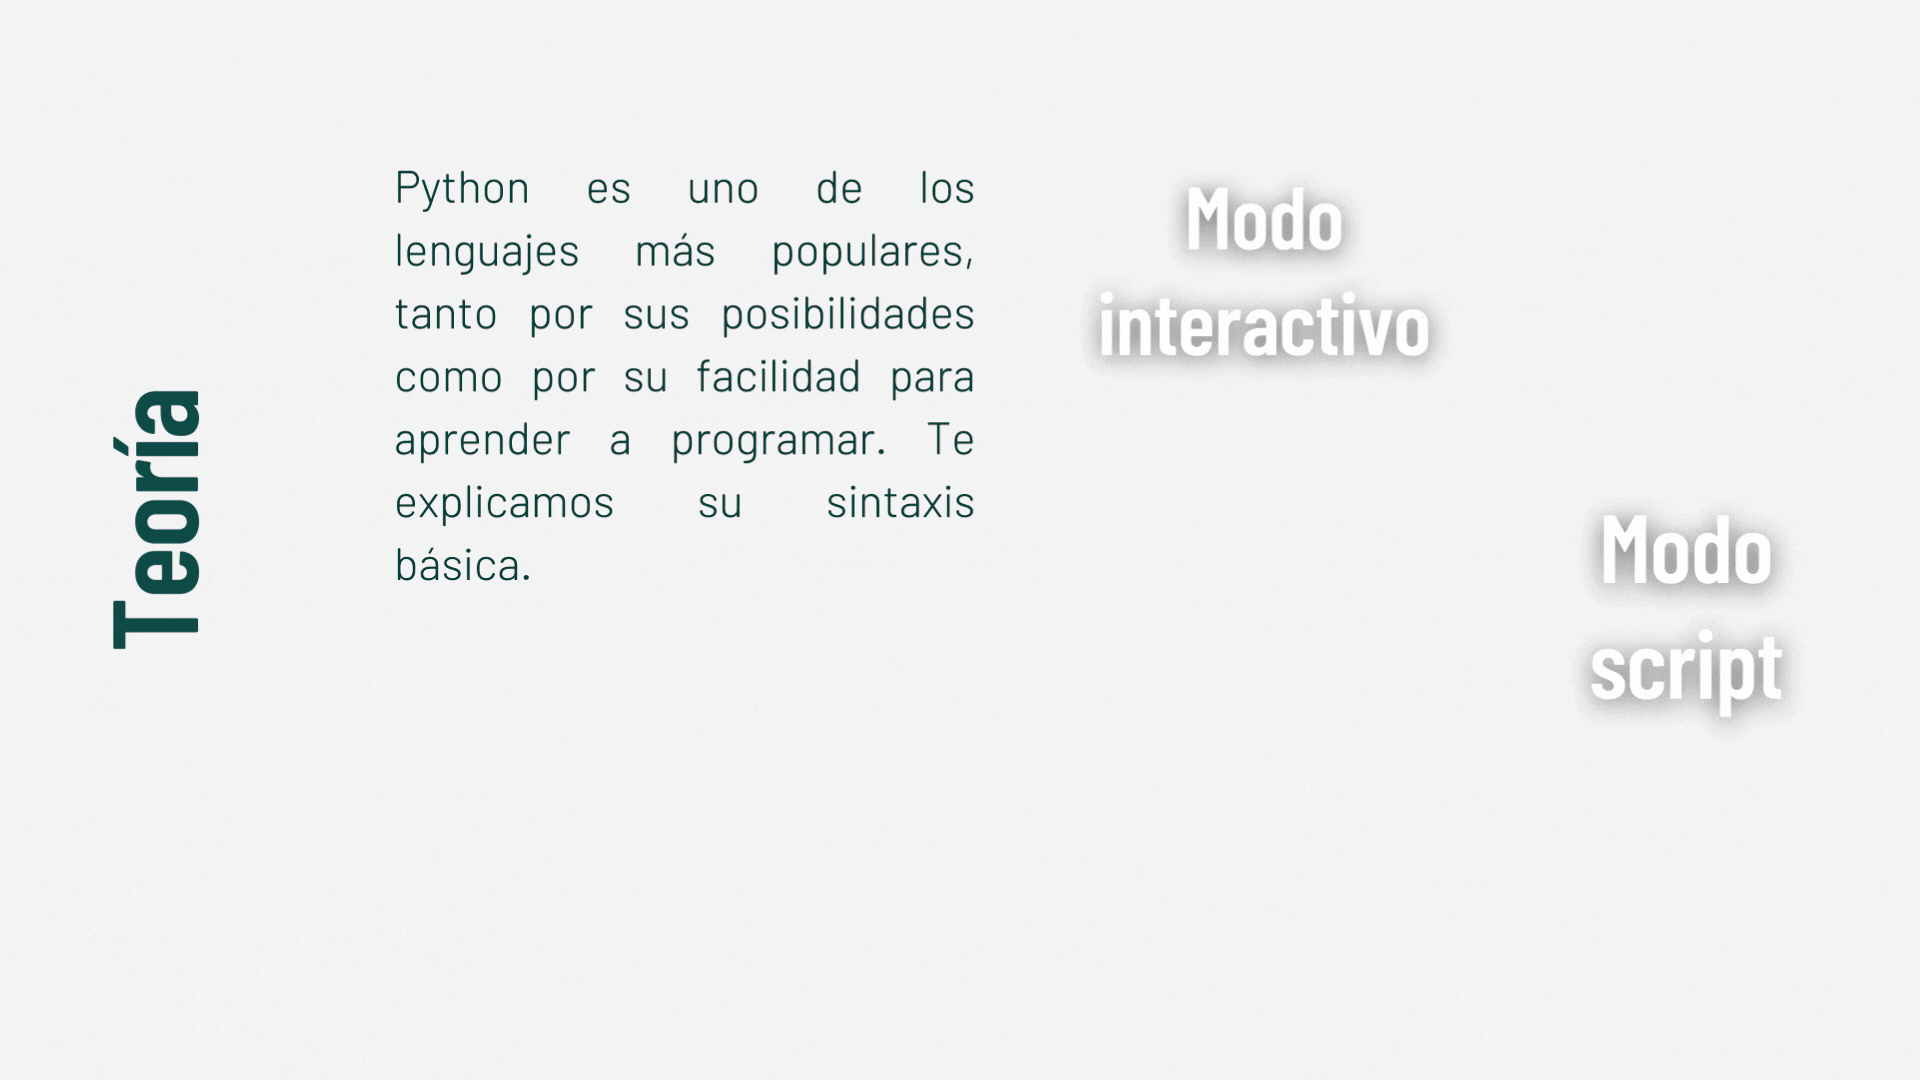 Teoría
Python es uno de los
lenguajes más populares,
tanto por sus posibilidades
como por su facilidad para
aprender a programar. Te
explicamos su sintaxis
básica.
Modo
interactivo
Modo
script